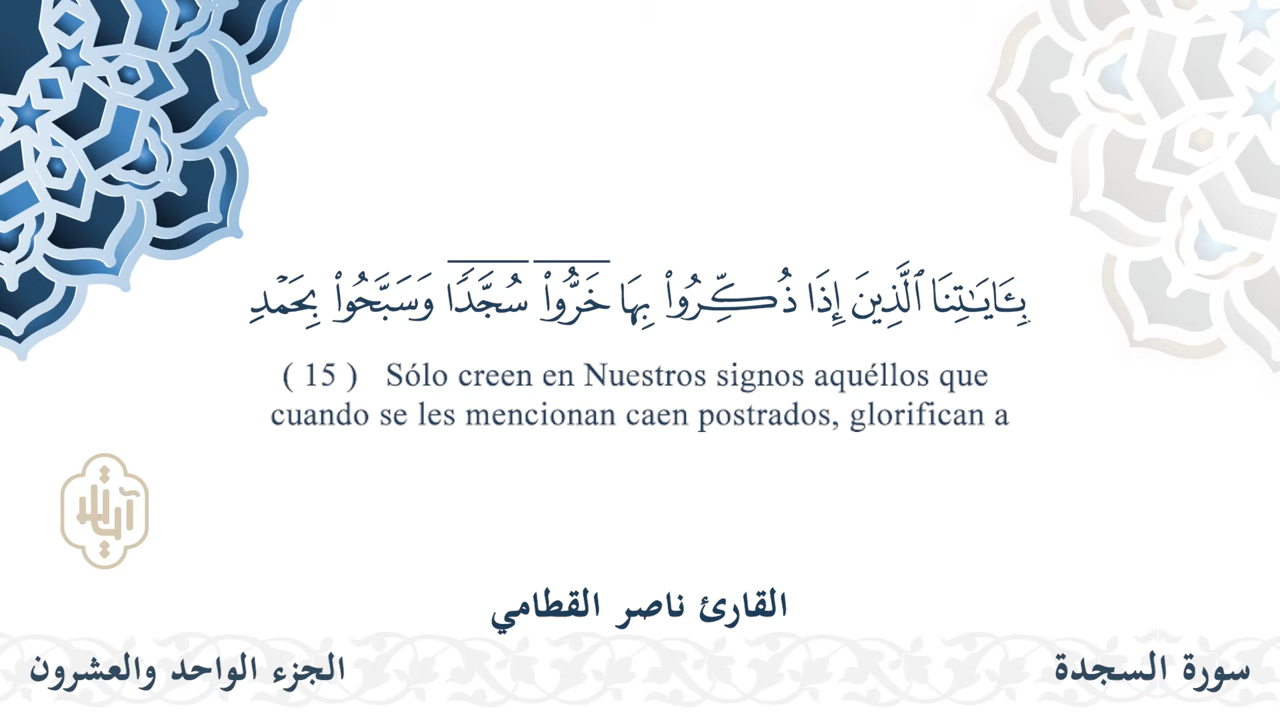 بِـَٔايَـٰتِنَا ٱلَّذِينَ إِذَا ذُكِّرُوا۟ بِهَا خَرُّوا۟ سُجَّدًۭا وَسَبَّحُوا۟ بِحَمْدِ
( 15 ) Sólo creen en Nuestros signos aquéllos que
cuando se les mencionan caen postrados, glorifican a
القارئ ناصر القطامي
سورة السجدة
الجزء الواحد والعشرون